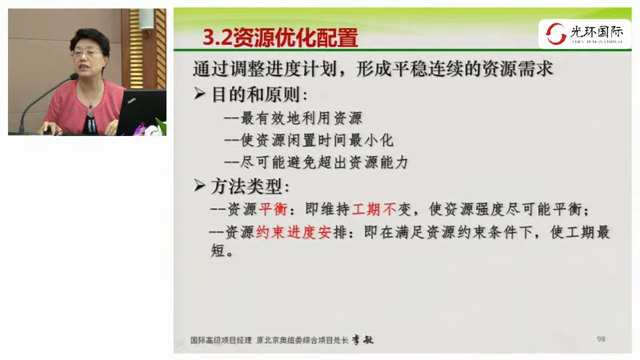 3.2资源优化配置
光环国际
通过调整进度计划，形成平稳连续的资源需求
目的和原则:
--最有效地利用资源
--使资源闲置时间最小化
--尽可能避免超出资源能力
方法类型:
--资源平衡：即维持工期不变，使资源强度尽可能平衡；
--资源约束进度安排：即在满足资源约束条件下，使工期最
短。
国际高级项目经理 原北京奥组委综合项目处长 李敏
98